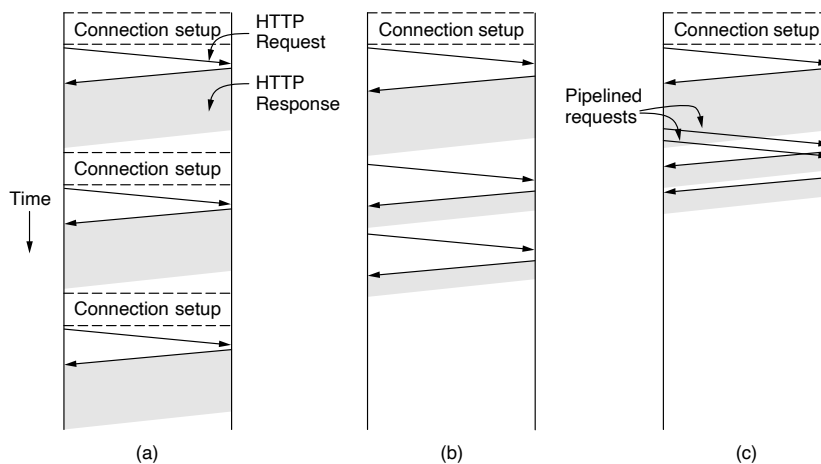 Connection setup
HTTP
Request
HTTP
Response
Connection setup
Time
Connection setup
(a)
Connection setup
(b)
Connection setup
Pipelined
requests
(c)